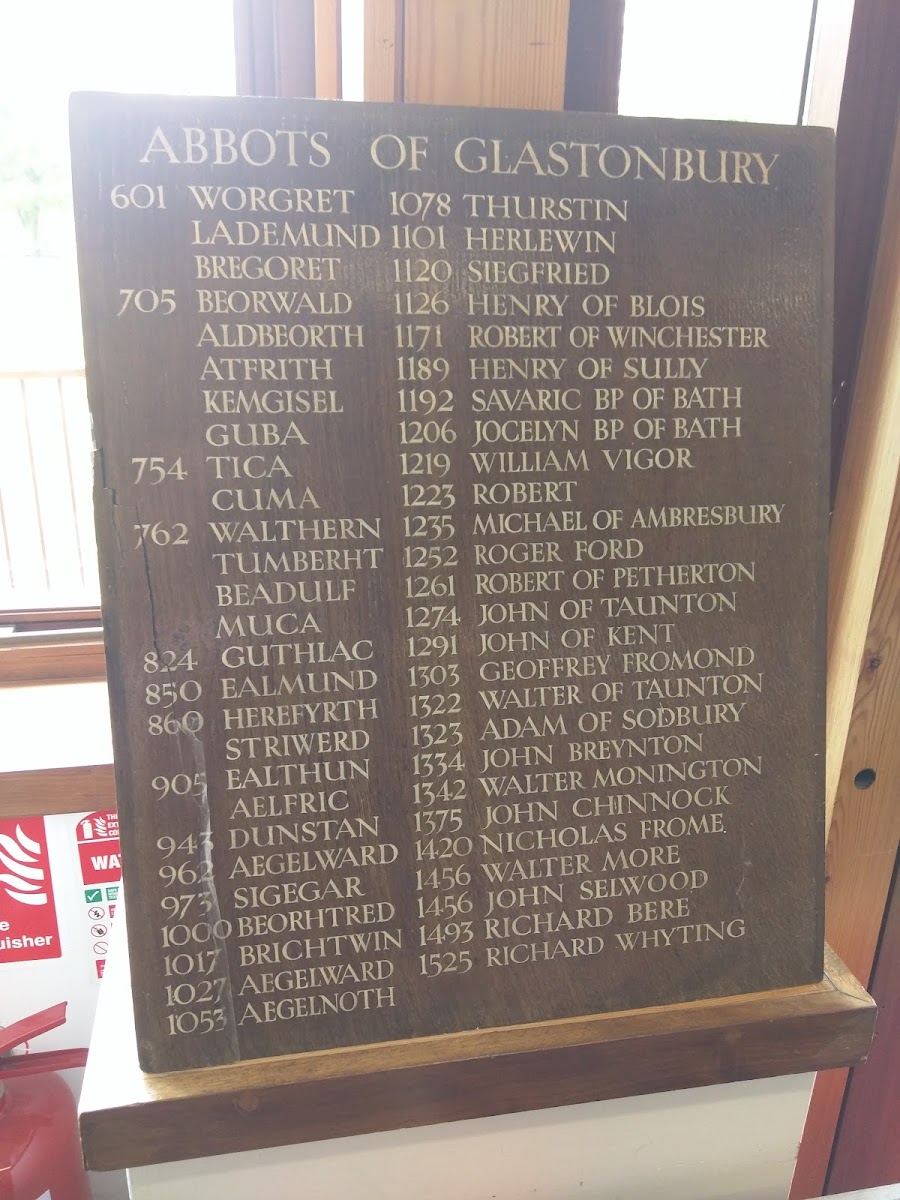 ABBOTS OF GLASTONBURY
601 WORGRET
LADEMUND
BREGORET
705 BEORWALD
ALDBEORTH
ATFRITH
KEMGISEL
GUBA
754 TICA
CUMA
762 WALTHERN
TUMBERHT
BEADULF
MUCA
824 GUTHLAC
850 EALMUND
860 HEREFYRTH
STRIWERD
905 EALTHUN
AELFRIC
943 DUNSTAN
962 AEGELWARD
973 SIGEGAR
1000 BEORHTRED
1017 BRICHTWIN
1027 AEGELWARD
1053 AEGELNOTH
1078 THURSTIN
1101 HERLEWIN
1120 SIEGFRIED
1126 HENRY OF BLOIS
1171 ROBERT OF WINCHESTER
1189 HENRY OF SULLY
1192 SAVARIC BP OF BATH
1206 JOCELYN BP OF BATH
1219 WILLIAM VIGOR
1223 ROBERT
1235 MICHAEL OF AMBRESBURY
1252 ROGER FORD
1261 ROBERT OF PETHERTON
1274 JOHN OF TAUNTON
1291 JOHN OF KENT
1303 GEOFFREY FROMOND
1322 WALTER OF TAUNTON
1323 ADAM OF SODBURY
1334 JOHN BREYNTON
1342 WALTER MONINGTON
1375 JOHN CHINNOCK
1420 NICHOLAS FROME
1456 WALTER MORE
1456 JOHN SELWOOD
1493 RICHARD BERE
1525 RICHARD WHYTING